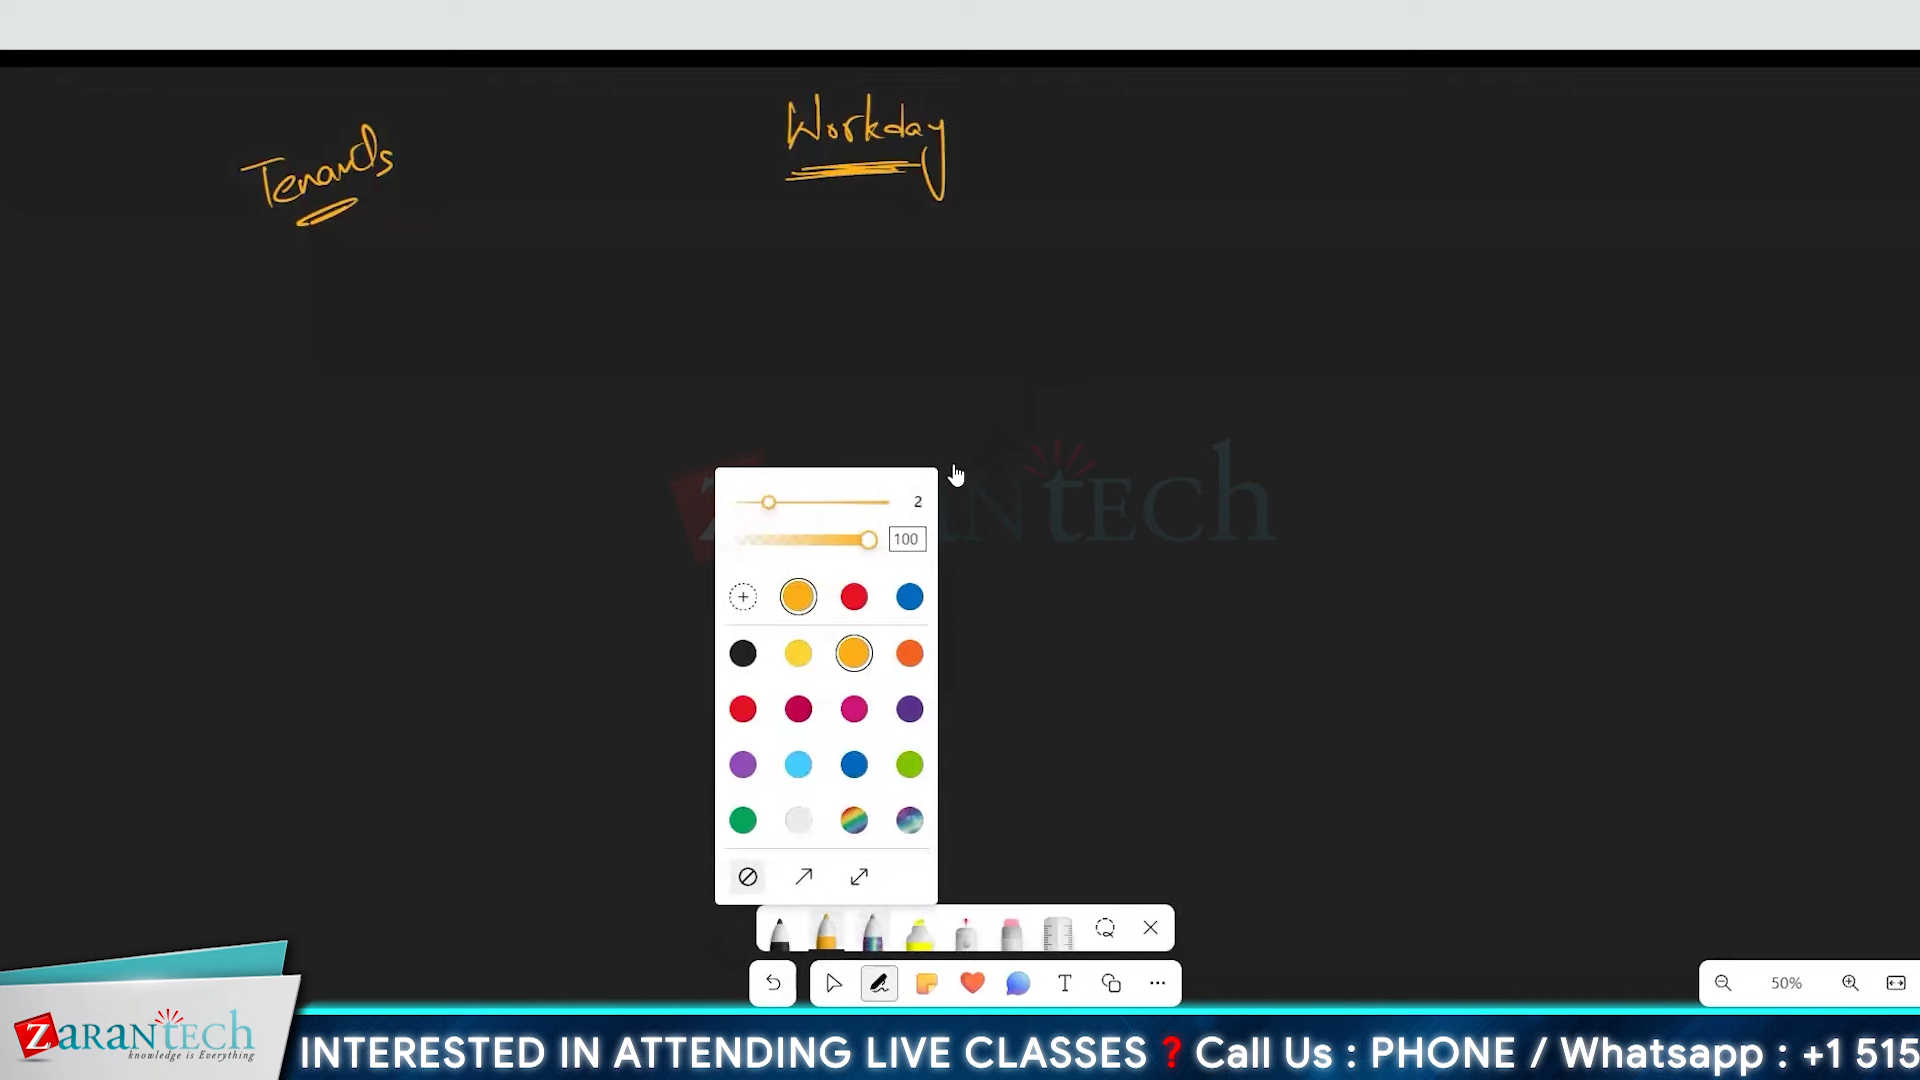 Workday
Tenants
ZARANTECH
2
100
50%
ZARANTECH
knowledge is Everything
INTERESTED IN ATTENDING LIVE CLASSES ? Call Us : PHONE / Whatsapp : +1 515